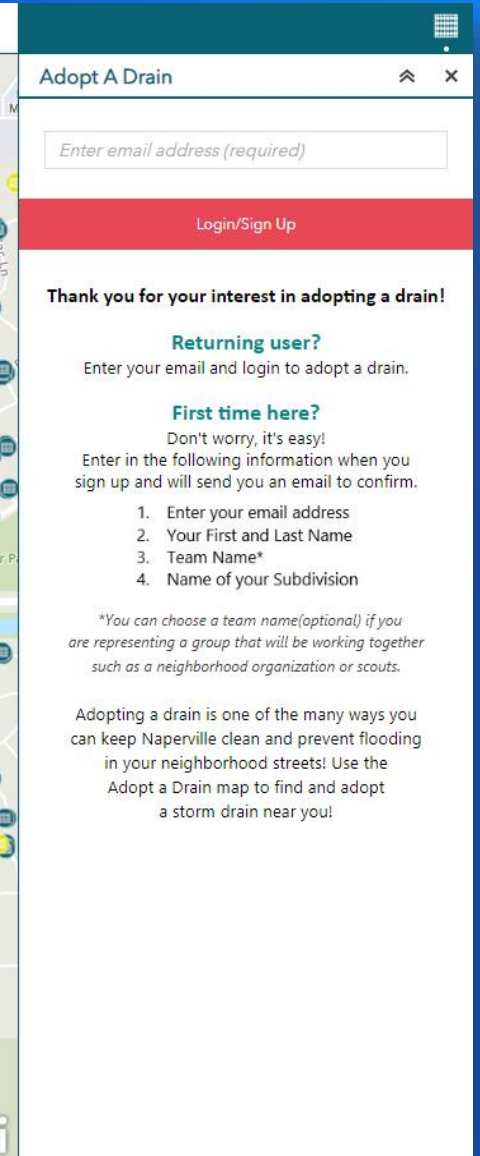 Adopt A Drain
Enter email address (required)
Login/Sign Up
Thank you for your interest in adopting a drain!
Returning user?
Enter your email and login to adopt a drain.
First time here?
Don't worry, it's easy!
Enter in the following information when you
sign up and will send you an email to confirm.
1. Enter your email address
2. Your First and Last Name
3. Team Name*
4. Name of your Subdivision
*You can choose a team name(optional) if you
are representing a group that will be working together
such as a neighborhood organization or scouts.
Adopting a drain is one of the many ways you
can keep Naperville clean and prevent flooding
in your neighborhood streets! Use the
Adopt a Drain map to find and adopt
a storm drain near you!